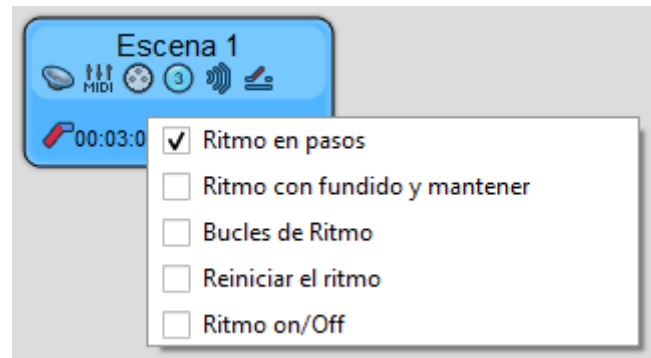 Escena 1
MIDI
3
00:03:0
Ritmo en pasos
Ritmo con fundido y mantener
Bucles de Ritmo
Reiniciar el ritmo
Ritmo on/Off